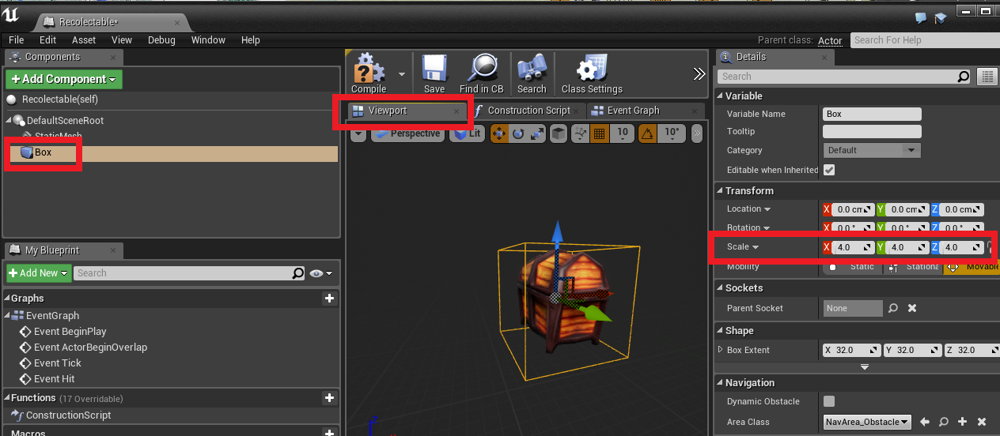 Recolectable*
File Edit Asset View Debug Window Help
Parent class: Actor
Search For Help
Components
+Add Component
Recolectable(self)
DefaultSceneRoot
StaticMesh
Box
My Blueprint
+Add New
Search
Graphs
EventGraph
Event BeginPlay
Event ActorBeginOverlap
Event Tick
Event Hit
Functions (17 Overridable)
ConstructionScript
Macros
Compile Save Find in CB Search Class Settings
Viewport Construction Script Event Graph
Perspective Lit 10 10°
Details
Search
Variable
Variable Name Box
Tooltip
Category Default
Editable when Inherited
Transform
Location X 0.0 cm Y 0.0 cm Z 0.0 cm
Rotation X 0.0 ° Y 0.0 ° Z 0.0 °
Scale X 4.0 Y 4.0 Z 4.0
Mobility Static Stationa Movable
Sockets
Parent Socket None
Shape
Box Extent X 32.0 Y 32.0 Z 32.0
Navigation
Dynamic Obstacle
Area Class NavArea_Obstacle